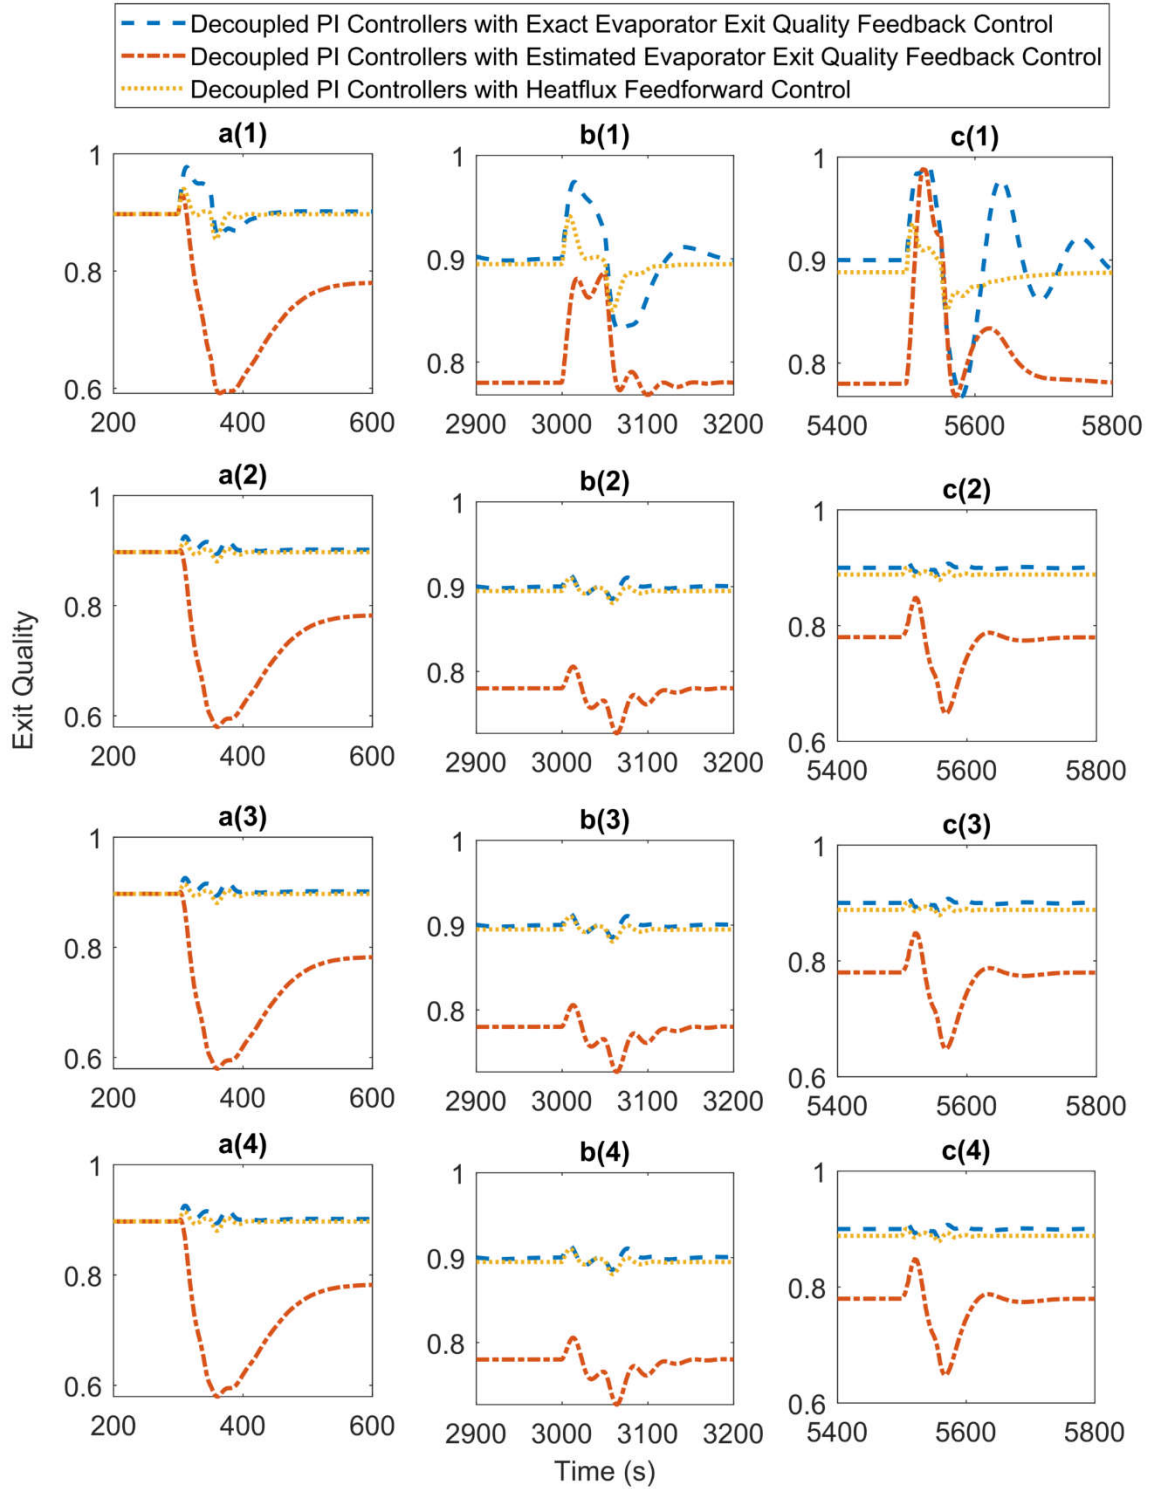 Decoupled PI Controllers with Exact Evaporator Exit Quality Feedback Control
Decoupled PI Controllers with Estimated Evaporator Exit Quality Feedback Control
Decoupled PI Controllers with Heatflux Feedforward Control
a(1)
1
0.8
0.6
200 400 600
b(1)
1
0.9
0.8
2900 3000 3100 3200
c(1)
1
0.9
0.8
5400 5600 5800
a(2)
1
0.8
0.6
200 400 600
b(2)
1
0.9
0.8
2900 3000 3100 3200
c(2)
1
0.8
0.6
5400 5600 5800
a(3)
1
0.8
0.6
200 400 600
b(3)
1
0.9
0.8
2900 3000 3100 3200
c(3)
1
0.8
0.6
5400 5600 5800
a(4)
1
0.8
0.6
200 400 600
b(4)
1
0.9
0.8
2900 3000 3100 3200
c(4)
1
0.8
0.6
5400 5600 5800
Exit Quality
Time (s)